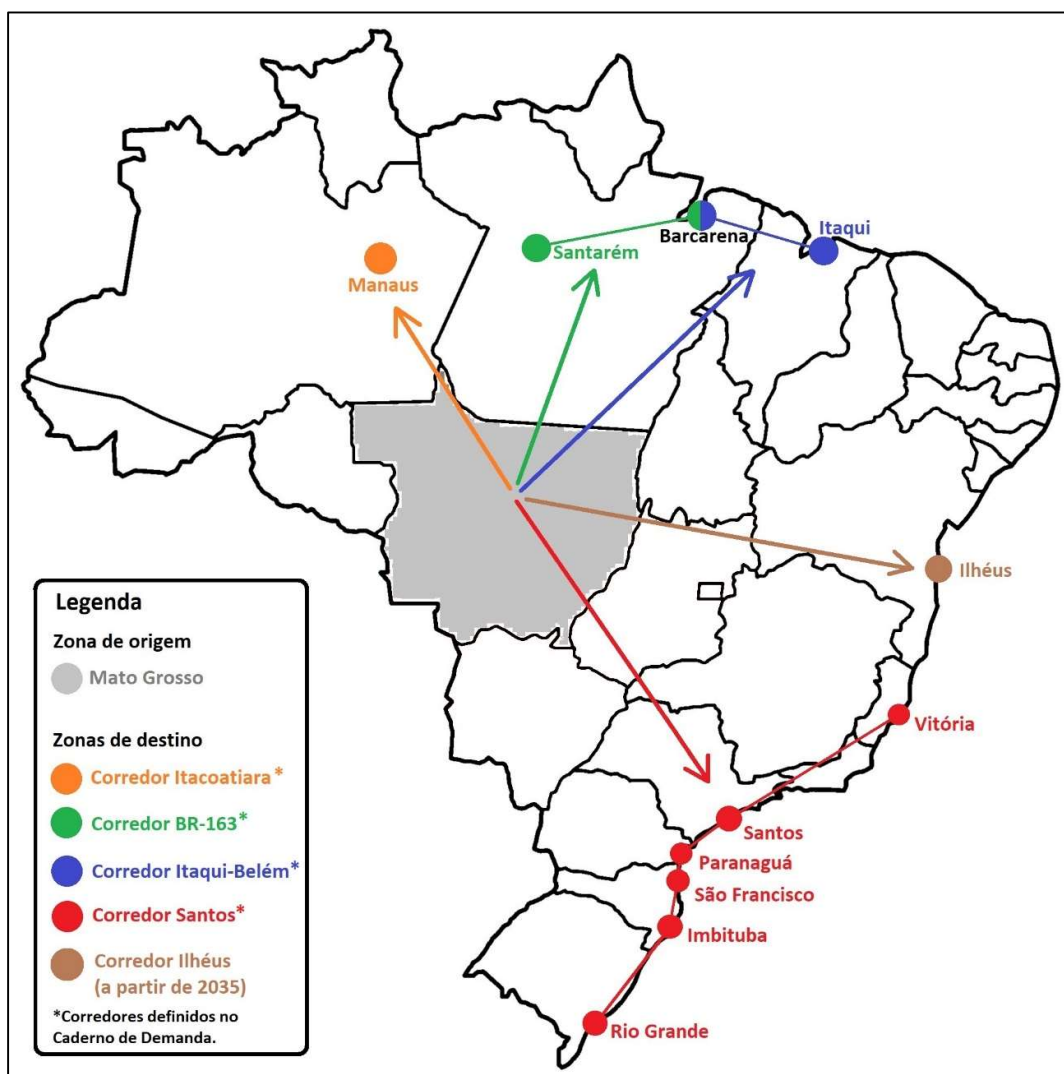 Barcarena
Itaqui
Santarém
Manaus
Ilhéus
Vitória
Santos
Paranaguá
São Francisco
Imbituba
Rio Grande
Legenda
Zona de origem
Mato Grosso
Zonas de destino
Corredor Itacoatiara*
Corredor BR-163*
Corredor Itaqui-Belém*
Corredor Santos*
Corredor Ilhéus
(a partir de 2035)
*Corredores definidos no
Caderno de Demanda.